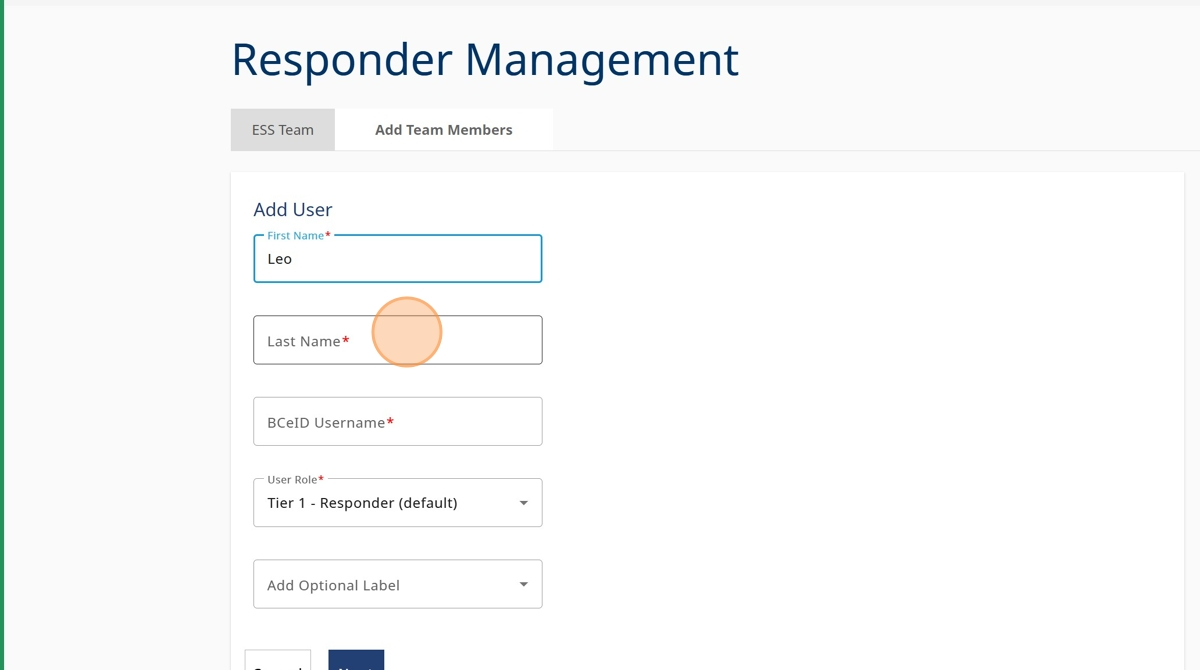 Responder Management
ESS Team
Add Team Members
Add User
First Name*
Leo
Last Name*
BCeID Username*
User Role*
Tier 1 - Responder (default)
Add Optional Label